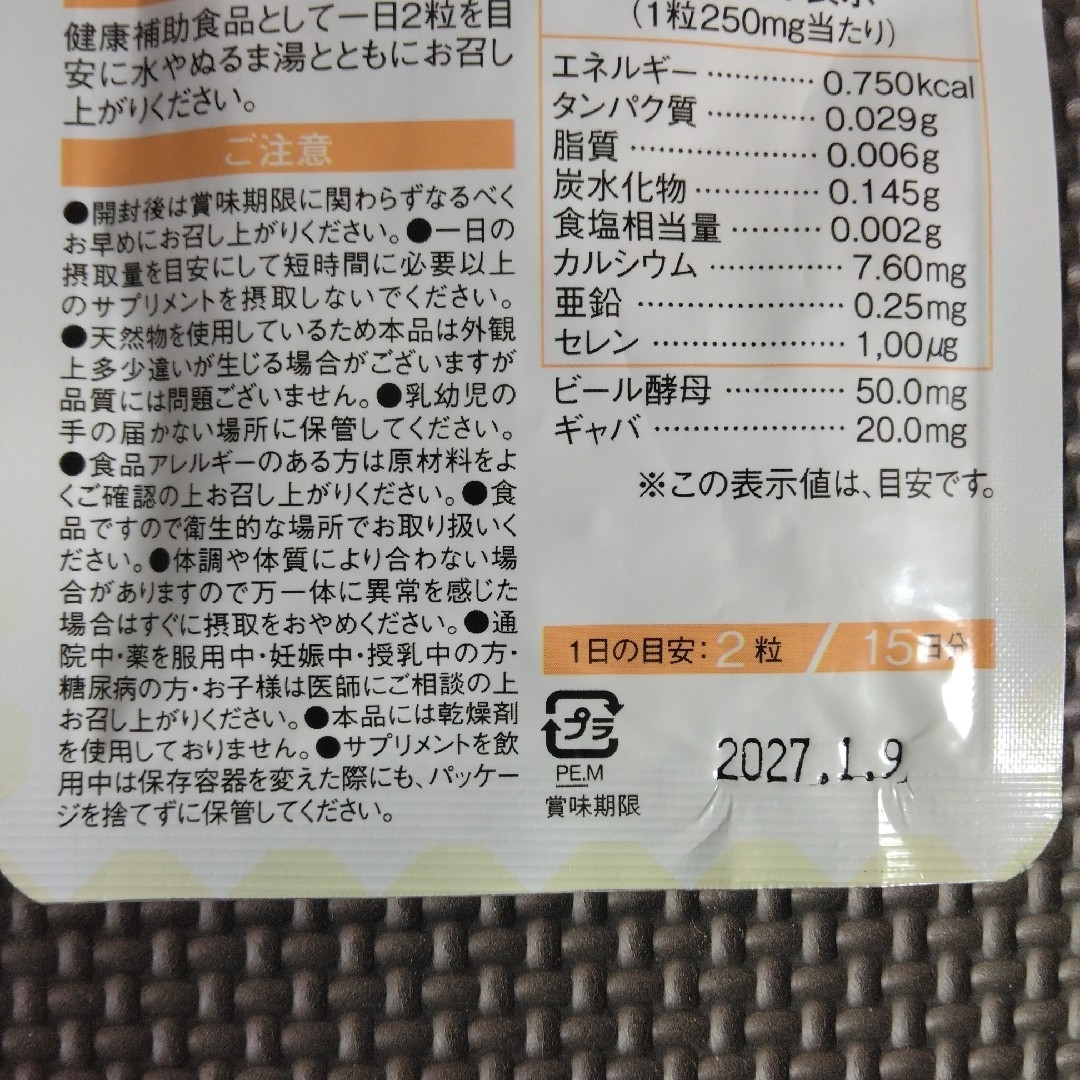 健康補助食品として一日2粒を目
安に水やぬるま湯とともにお召し
上がりください。
ご注意
●開封後は賞味期限に関わらずなるべく
お早めにお召し上がりください。●一日の
摂取量を目安にして短時間に必要以上
のサプリメントを摂取しないでください。
●天然物を使用しているため本品は外観
上多少違いが生じる場合がございますが
品質には問題ございません。●乳幼児の
手の届かない場所に保管してください。
●食品アレルギーのある方は原材料をよ
くご確認の上お召し上がりください。●食
品ですので衛生的な場所でお取り扱いく
ださい。●体調や体質により合わない場
合がありますので万一体に異常を感じた
場合はすぐに摂取をおやめください。●通
院中・薬を服用中・妊娠中・授乳中の方・
糖尿病の方・お子様は医師にご相談の上
お召し上がりください。●本品には乾燥剤
を使用しておりません。●サプリメントを飲
用中は保存容器を変えた際にも、パッケー
ジを捨てずに保管してください。
(1粒250mg当たり)
エネルギー ………… 0.750kcal
タンパク質 ………… 0.029g
脂質 ………………… 0.006g
炭水化物 …………… 0.145g
食塩相当量 ……… 0.002g
カルシウム ………… 7.60mg
亜鉛 ………………… 0.25mg
セレン ……………… 1,00μg
ビール酵母 ………… 50.0mg
ギャバ ……………… 20.0mg
※この表示値は、目安です。
1日の目安: 2 粒 / 15日分
プラ
PE.M
賞味期限
2027.1.9